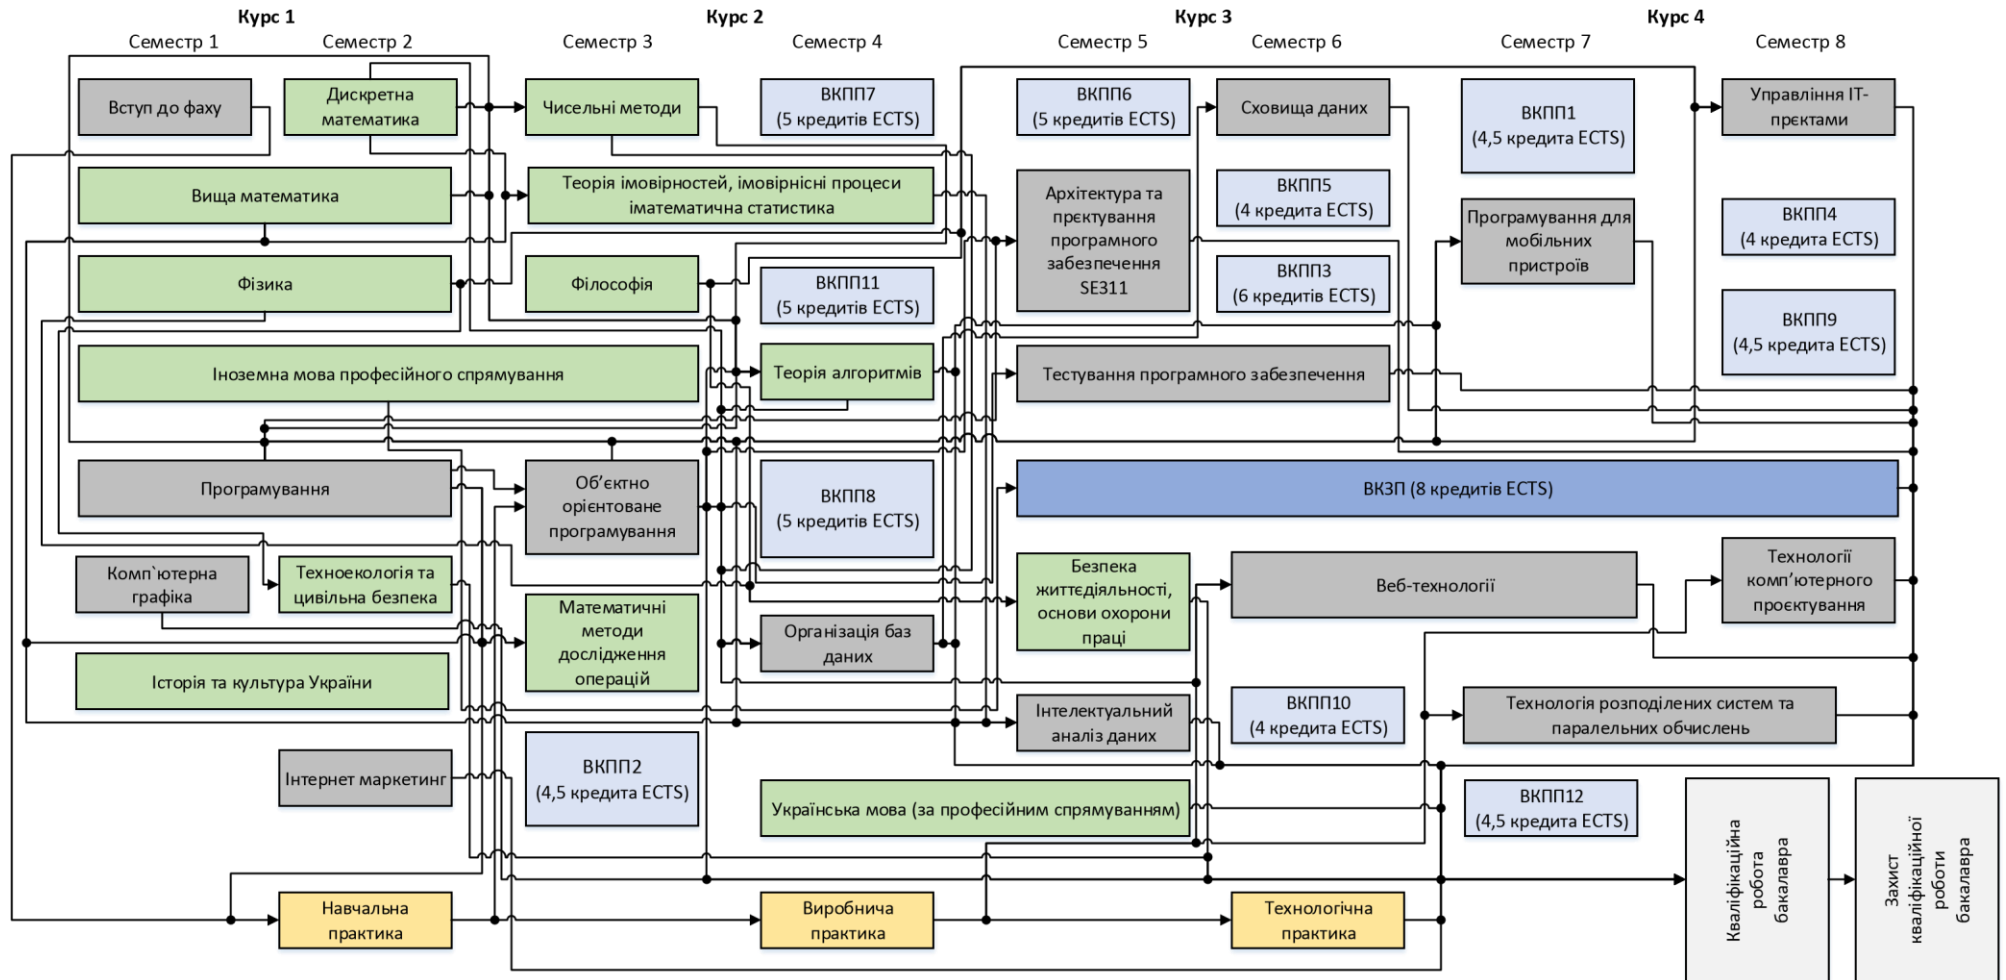 Курс 1
Курс 2
Курс 3
Курс 4
Семестр 1
Семестр 2
Семестр 3
Семестр 4
Семестр 5
Семестр 6
Семестр 7
Семестр 8
Вступ до фаху
Дискретна
математика
Чисельні методи
ВКПП7
(5 кредитів ECTS)
ВКПП6
(5 кредитів ECTS)
Сховища даних
ВКПП1
(4,5 кредита ECTS)
Управління ІТ-
прєктами
Вища математика
Теорія імовірностей, імовірнісні процеси
іматематична статистика
Архітектура та
прєктування
програмного
забезпечення
SE311
ВКПП5
(4 кредита ECTS)
Програмування для
мобільних
пристроїв
ВКПП4
(4 кредита ECTS)
Фізика
Філософія
ВКПП11
(5 кредитів ECTS)
ВКПП3
(6 кредитів ECTS)
ВКПП9
(4,5 кредита ECTS)
Іноземна мова професійного спрямування
Теорія алгоритмів
Тестування програмного забезпечення
Програмування
Об’єктно
орієнтоване
програмування
ВКПП8
(5 кредитів ECTS)
ВКЗП (8 кредитів ECTS)
Комп`ютерна
графіка
Техноекологія та
цивільна безпека
Математичні
методи
дослідження
операцій
Організація баз
даних
Безпека
життєдіяльності,
основи охорони
праці
Веб-технології
Технології
комп’ютерного
проєктування
Історія та культура України
Інтелектуальний
аналіз даних
ВКПП10
(4 кредита ECTS)
Технологія розподілених систем та
паралельних обчислень
Інтернет маркетинг
ВКПП2
(4,5 кредита ECTS)
Українська мова (за професійним спрямуванням)
ВКПП12
(4,5 кредита ECTS)
Кваліфікаційна
робота
бакалавра
Захист
кваліфікаційної
роботи
бакалавра
Навчальна
практика
Виробнича
практика
Технологічна
практика